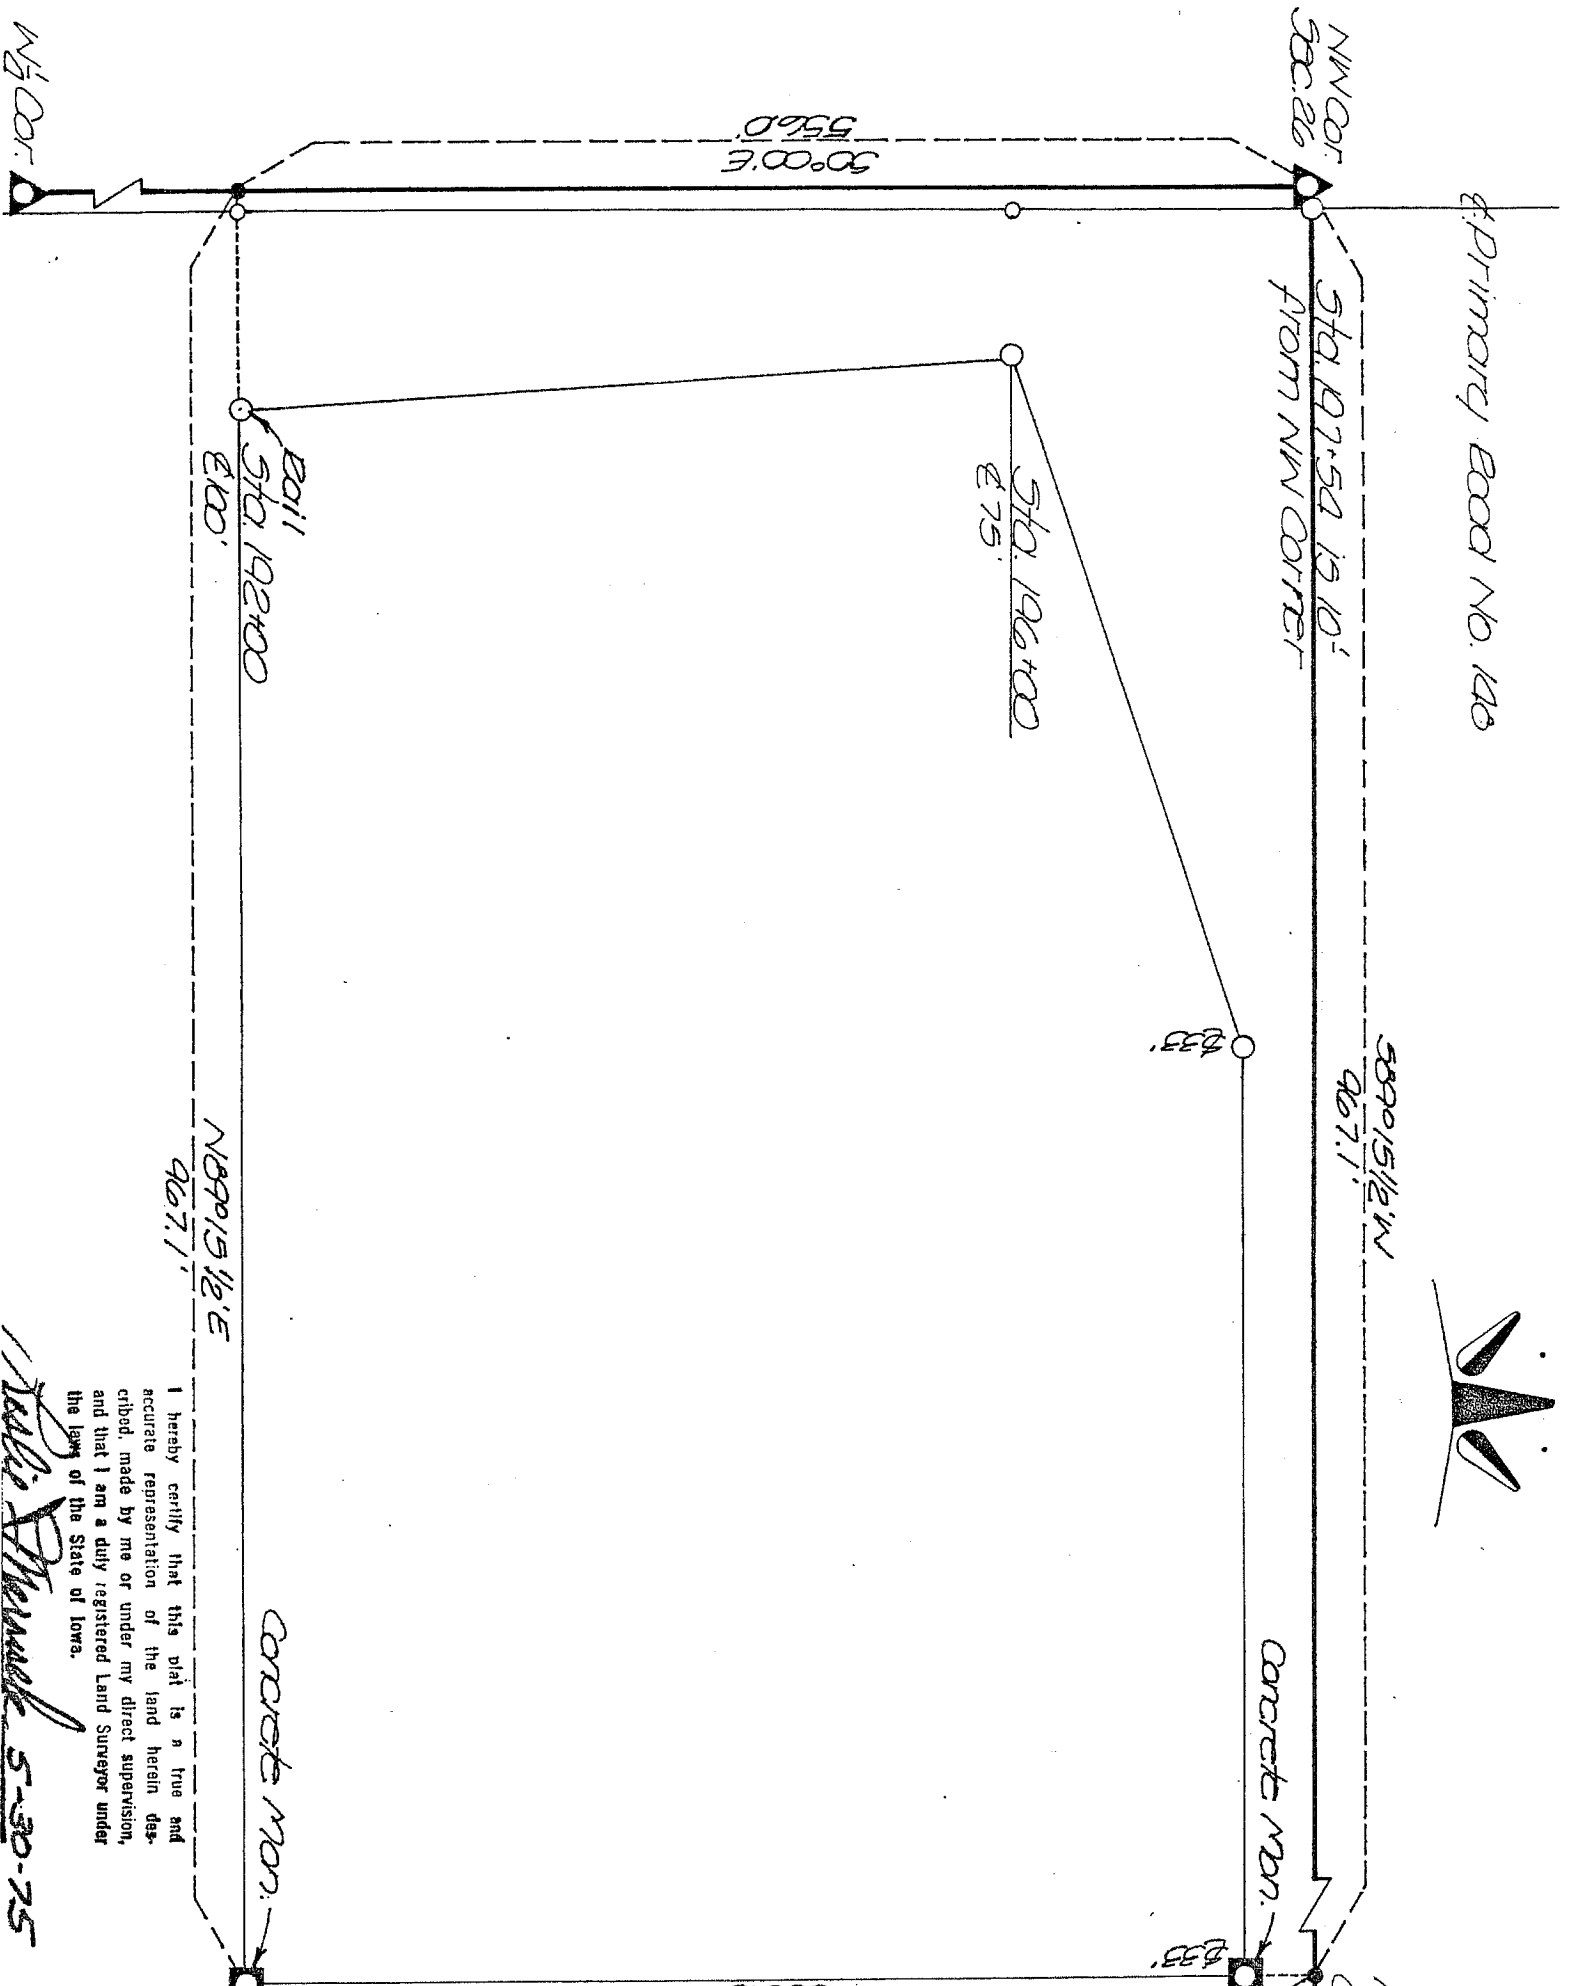 ℄ Primary Road No. 148
NW Cor.
Sec. 26
Sta. 197+54 is 10'
from NW Corner
S89°15½'W
967.1'
S0°00'E
556.0'
Sta. 196+00
℄ 75'
℄ 33'
Rail
Sta. 192+00
℄ 100'
Concrete Mon.
℄ 33'
Concrete Mon.
N89°15½'E
967.1'
W¼ Cor.
I hereby certify that this plat is a true and
accurate representation of the land herein des-
cribed, made by me or under my direct supervision,
and that I am a duly registered Land Surveyor under
the laws of the State of Iowa.
5-30-75